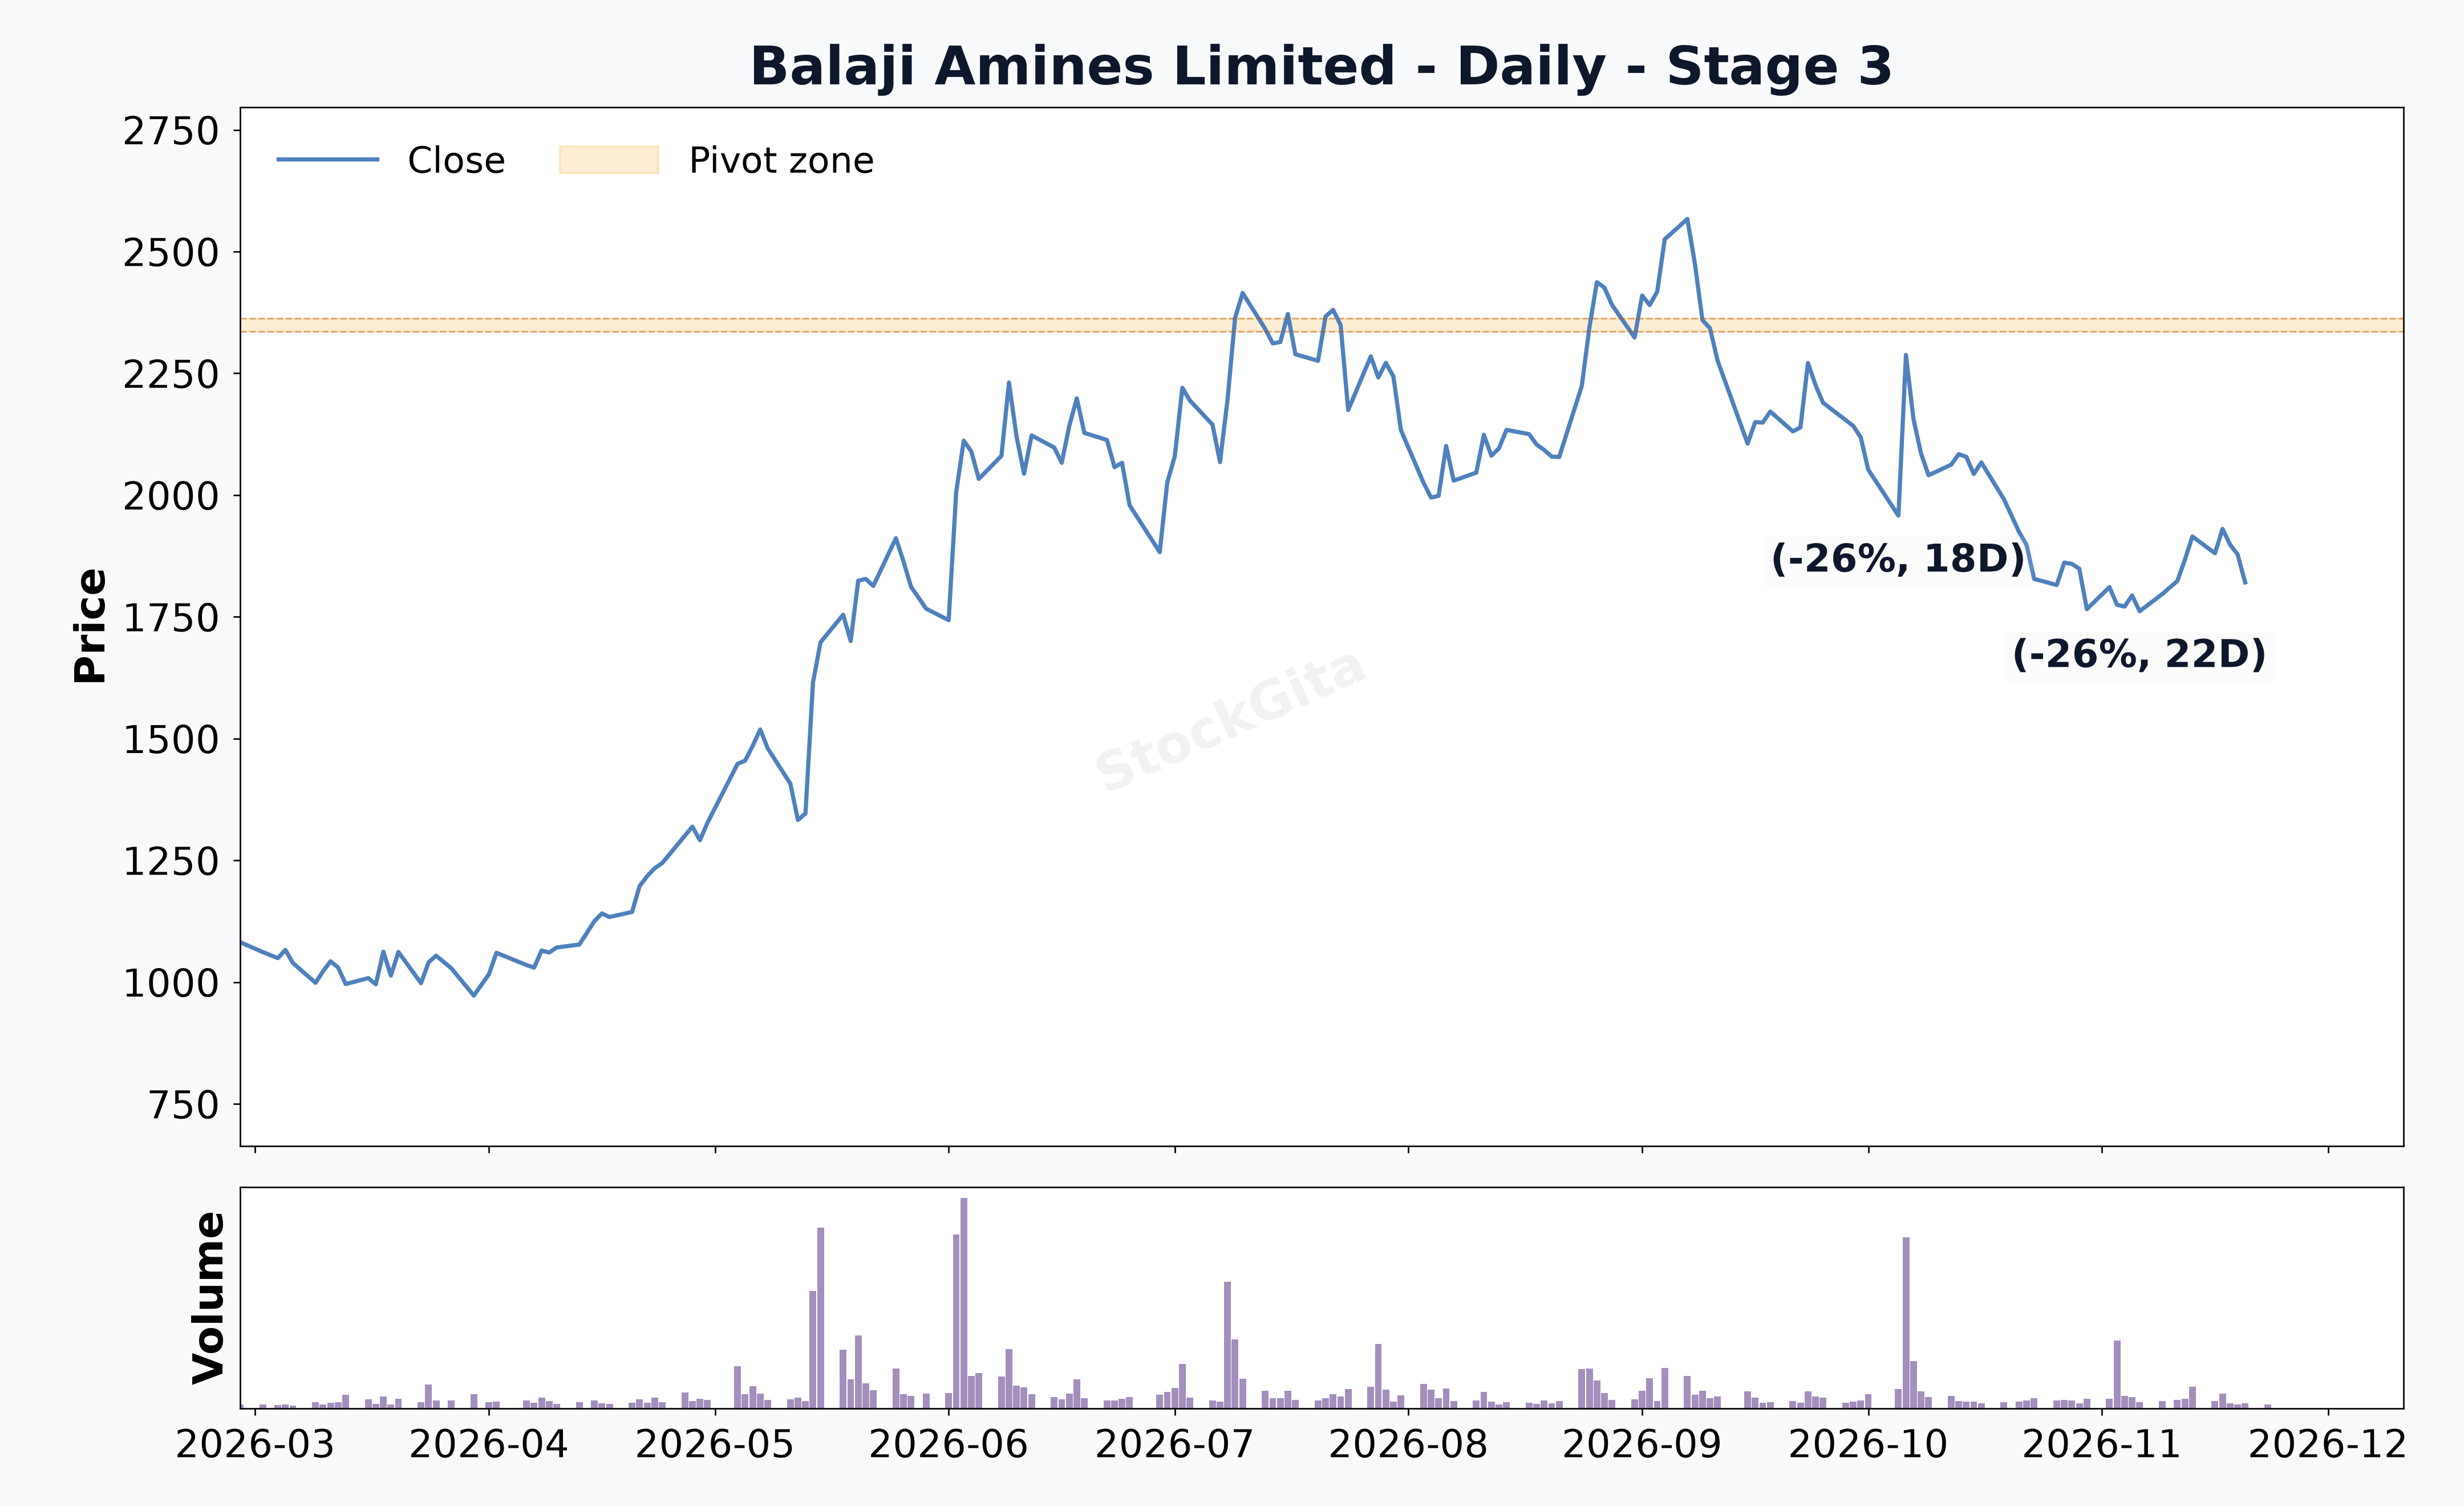 Balaji Amines Limited - Daily - Stage 3
Close
Pivot zone
Price
2750
2500
2250
2000
1750
1500
1250
1000
750
(-26%, 18D)
(-26%, 22D)
StockGita
Volume
2026-03
2026-04
2026-05
2026-06
2026-07
2026-08
2026-09
2026-10
2026-11
2026-12